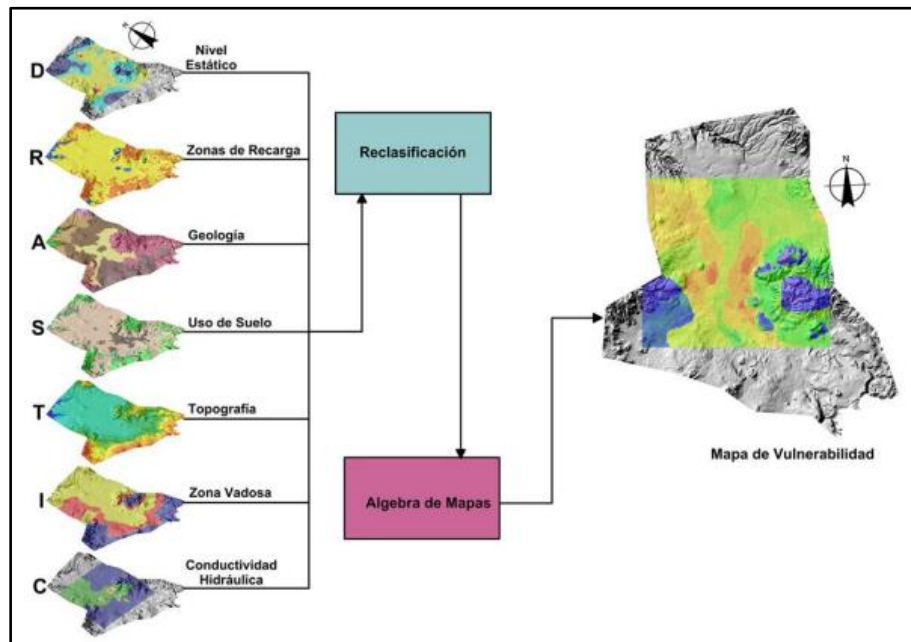 N
D
Nivel
Estático
R
Zonas de Recarga
A
Geología
S
Uso de Suelo
T
Topografía
I
Zona Vadosa
C
Conductividad
Hidráulica
Reclasificación
Algebra de Mapas
N
Mapa de Vulnerabilidad